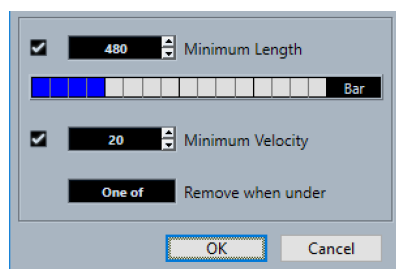 480 Minimum Length
Bar
20 Minimum Velocity
One of Remove when under
OK Cancel